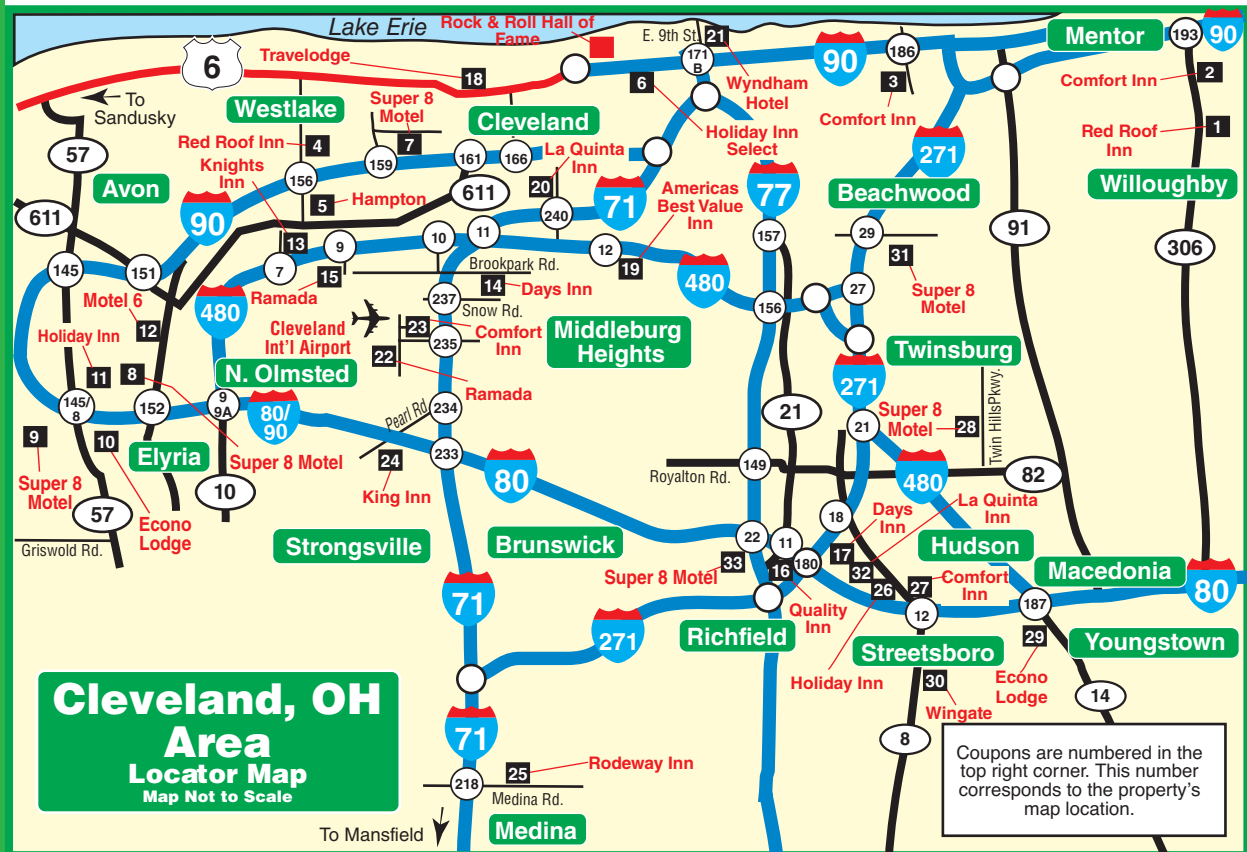 Lake Erie
Rock & Roll Hall of
Fame
E. 9th St.
21
Wyndham
Hotel
171
B
90
186
Mentor
193
90
6
Travelodge
18
6
Holiday Inn
Select
3
Comfort Inn
Comfort Inn
2
To
Sandusky
Westlake
Super 8
Motel
7
Cleveland
Red Roof
Inn
1
57
Red Roof Inn
4
Knights
Inn
156
159
161
166
La Quinta
Inn
20
271
Avon
5
Hampton
611
71
Americas
Best Value
Inn
77
Beachwood
Willoughby
611
90
13
9
10
11
240
12
19
157
29
31
Super 8
Motel
91
306
145
151
7
15
Ramada
Brookpark Rd.
14
Days Inn
480
156
27
Motel 6
12
480
237
Snow Rd.
Cleveland
Int'l Airport
23
Comfort
Inn
235
22
Ramada
Middleburg
Heights
Twinsburg
Holiday Inn
11
8
N. Olmsted
271
Twin HillsPkwy.
145/
8
152
9
9A
80/
90
Pearl Rd.
234
21
21
Super 8
Motel
28
9
Super 8
Motel
10
Econo
Lodge
Elyria
Super 8 Motel
10
24
King Inn
233
80
Royalton Rd.
149
480
82
57
Griswold Rd.
Strongsville
Brunswick
22
11
18
Days
Inn
17
La Quinta
Inn
32
Hudson
Super 8 Motel
33
16
180
Quality
Inn
26
27
Comfort
Inn
Macedonia
80
71
271
Richfield
12
187
Holiday Inn
Streetsboro
29
Econo
Lodge
Youngstown
30
Wingate
14
8
Cleveland, OH
Area
Locator Map
Map Not to Scale
71
218
25
Rodeway Inn
Medina Rd.
To Mansfield
Medina
Coupons are numbered in the
top right corner. This number
corresponds to the property's
map location.